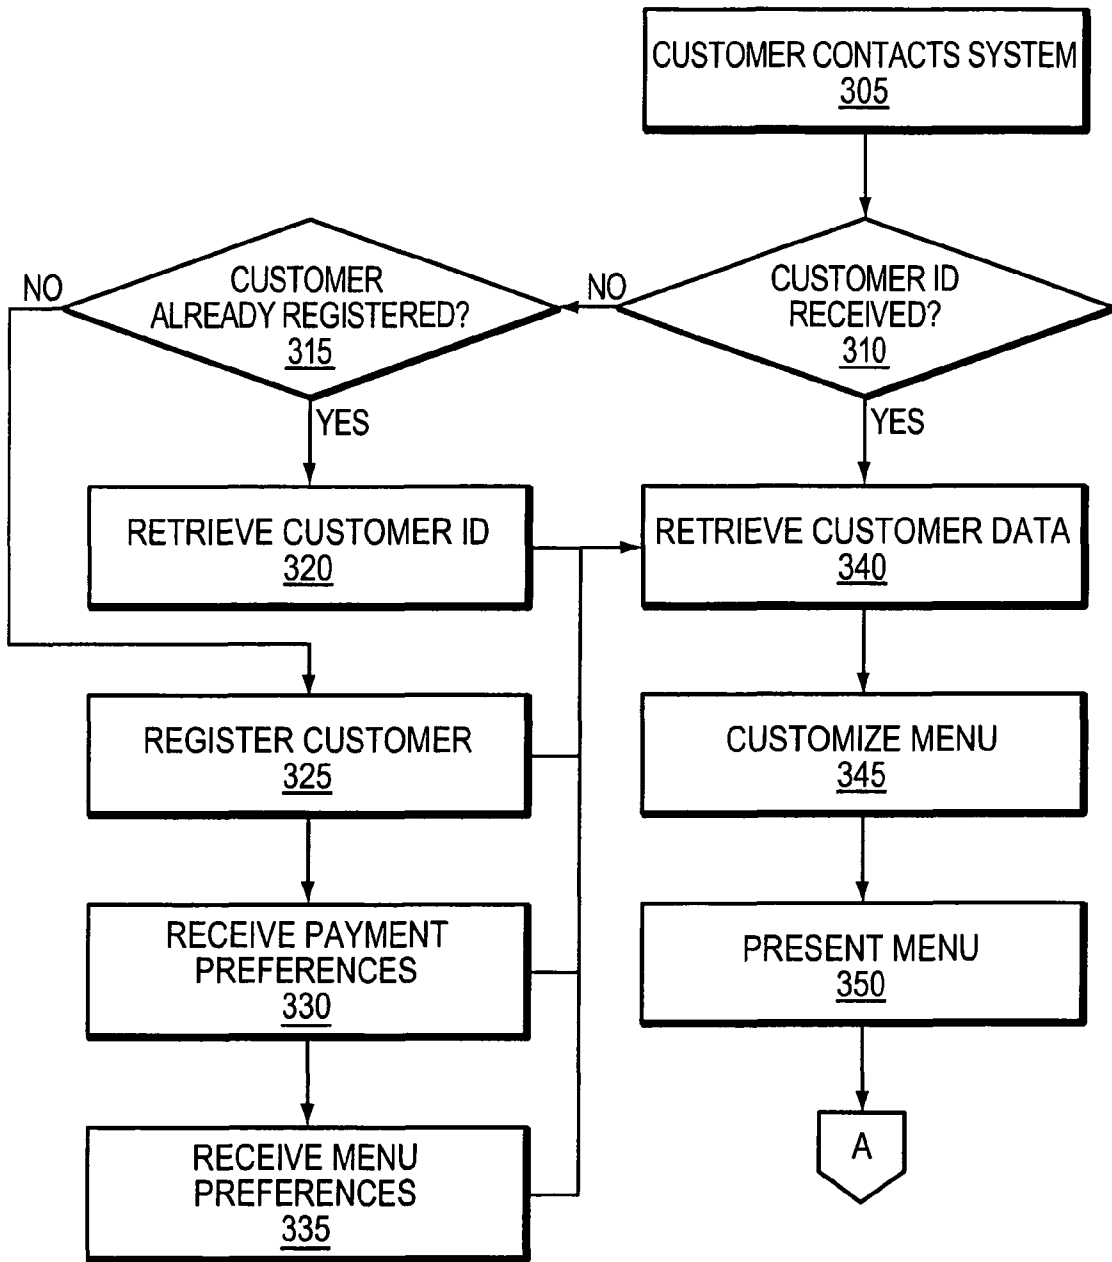 CUSTOMER CONTACTS SYSTEM
305
CUSTOMER ID
RECEIVED?
310
NO
YES
CUSTOMER
ALREADY REGISTERED?
315
NO
YES
RETRIEVE CUSTOMER ID
320
RETRIEVE CUSTOMER DATA
340
REGISTER CUSTOMER
325
CUSTOMIZE MENU
345
RECEIVE PAYMENT
PREFERENCES
330
PRESENT MENU
350
RECEIVE MENU
PREFERENCES
335
A